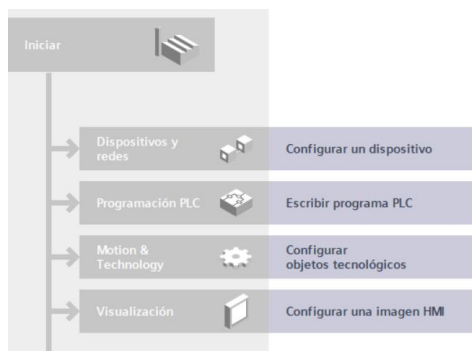 Iniciar
Dispositivos y
redes
Configurar un dispositivo
Programación PLC
Escribir programa PLC
Motion &
Technology
Configurar
objetos tecnológicos
Visualización
Configurar una imagen HMI